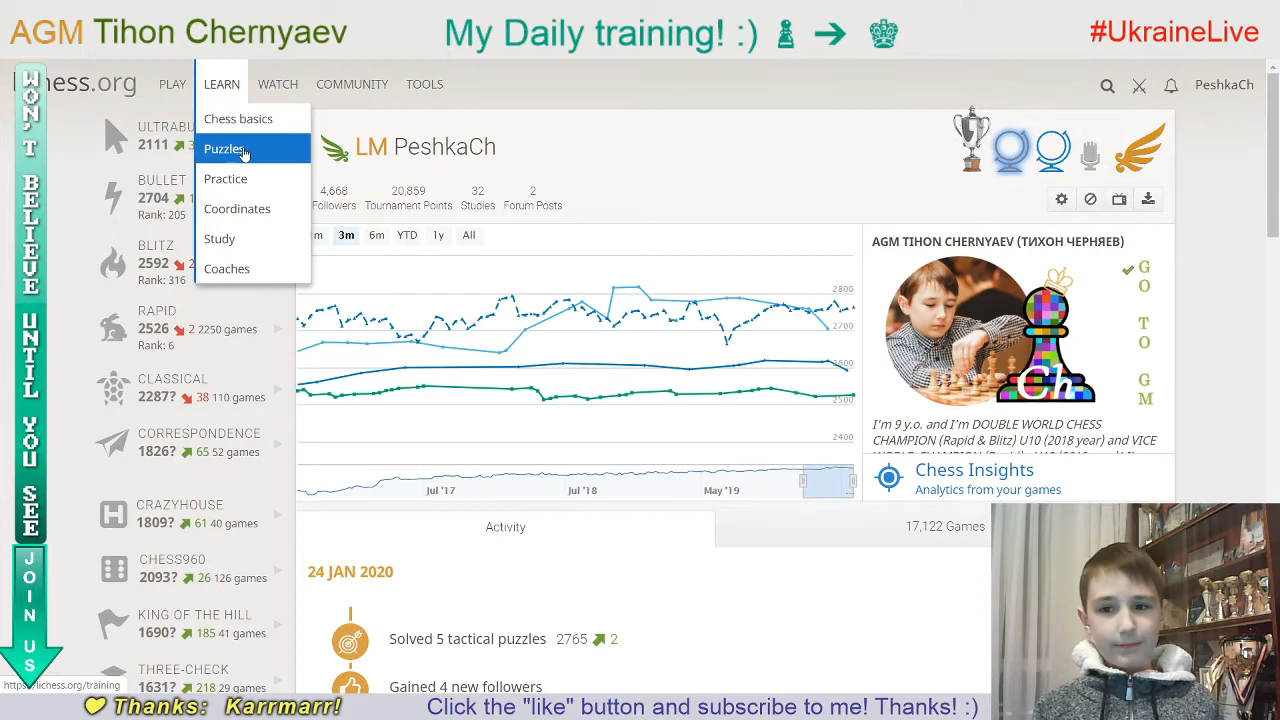 AGM Tihon Chernyaev
My Daily training! :)
#UkraineLive
hess.org
PLAY
LEARN
WATCH
COMMUNITY
TOOLS
PeshkaCh
Chess basics
Puzzles
Practice
Coordinates
Study
Coaches
WON'T BELIEVE UNTIL YOU SEE
JOIN US
ULTRABU
2111
BULLET
2704
Rank: 205
BLITZ
2592
Rank: 316
RAPID
2526 2 2250 games
Rank: 6
CLASSICAL
2287? 38 110 games
CORRESPONDENCE
1826? 65 52 games
CRAZYHOUSE
1809? 61 40 games
CHESS960
2093? 26 126 games
KING OF THE HILL
1690? 185 41 games
THREE-CHECK
1631? 218 29 games
https://lichess.org/training
LM PeshkaCh
4,668 20,859 32 2
Followers Tournament Points Studies Forum Posts
m 3m 6m YTD 1y All
2800
2700
2600
2500
2400
Jul '17 Jul '18 May '19
AGM TIHON CHERNYAEV (ТИХОН ЧЕРНЯЕВ)
Ch
GO TO GM
I'm 9 y.o. and I'm DOUBLE WORLD CHESS
CHAMPION (Rapid & Blitz) U10 (2018 year) and VICE
Chess Insights
Analytics from your games
Activity
17,122 Games
24 JAN 2020
Solved 5 tactical puzzles 2765 2
Gained 4 new followers
Thanks: Karrmarr!
Click the "like" button and subscribe to me! Thanks! :)